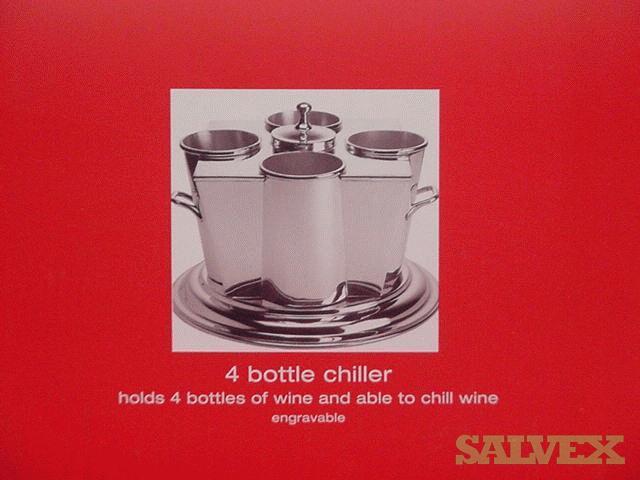 4 bottle chiller
holds 4 bottles of wine and able to chill wine
engravable
SALVEX